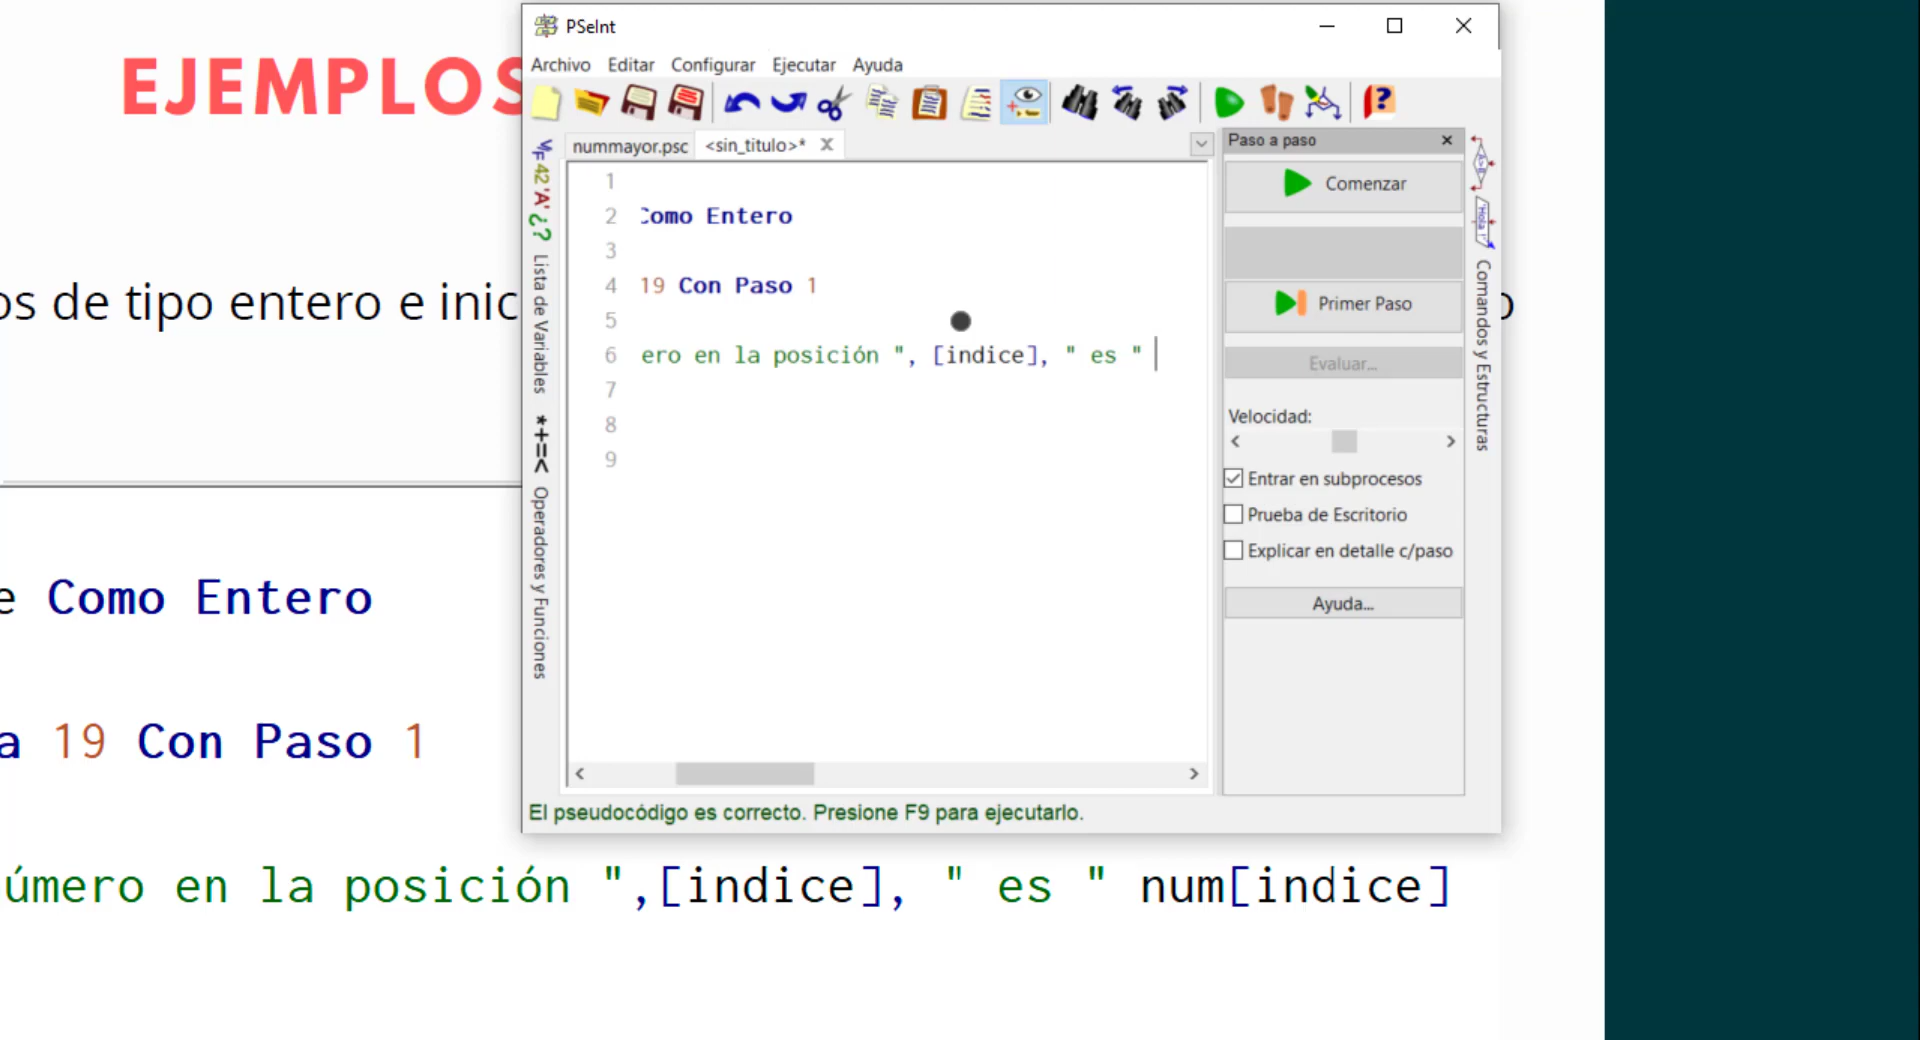 EJEMPLOS
os de tipo entero e inic
o
e Como Entero
a 19 Con Paso 1
úmero en la posición ",[indice], " es " num[indice]
PSeInt
Archivo Editar Configurar Ejecutar Ayuda
nummayor.psc <sin_titulo>* X
V F 42 'A' ¿? Lista de Variables
*+=< Operadores y Funciones
1
2 Como Entero
3
4 19 Con Paso 1
5
6 ero en la posición ", [indice], " es "
7
8
9
El pseudocódigo es correcto. Presione F9 para ejecutarlo.
Paso a paso
Comenzar
Primer Paso
Evaluar...
Velocidad:
Entrar en subprocesos
Prueba de Escritorio
Explicar en detalle c/paso
Ayuda...
Comandos y Estructuras